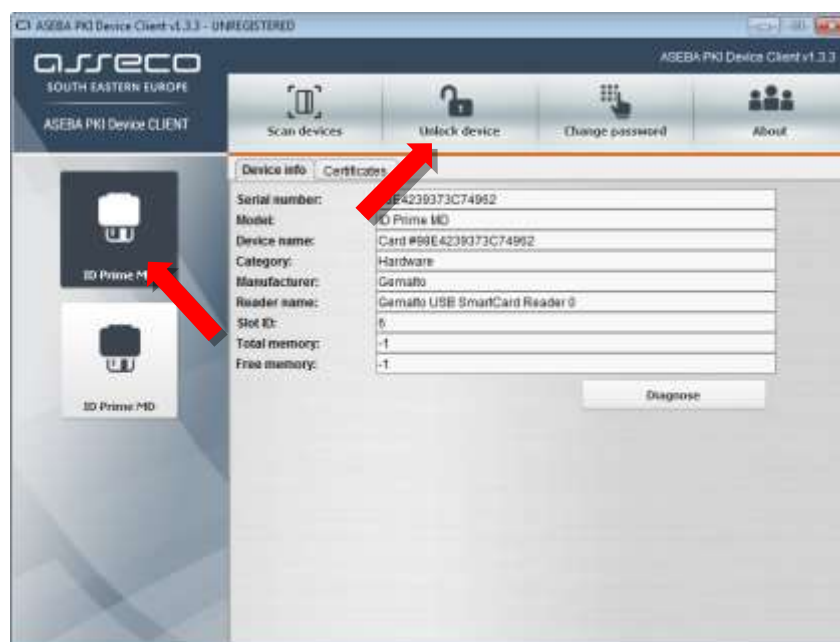 ASEBA PKI Device Client v1.3.3 - UNREGISTERED
asseco
SOUTH EASTERN EUROPE
ASEBA PKI Device CLIENT
ASEBA PKI Device Client v1.3.3
Scan devices
Unlock device
Change password
About
Device info
Certificates
Serial number:
Model: ID Prime MD
Device name: Card #99E4239373C74962
Category: Hardware
Manufacturer: Gemalto
Reader name: Gemalto USB SmartCard Reader 0
Slot ID: 6
Total memory: -1
Free memory: -1
Diagnose
ID Prime
ID Prime MD